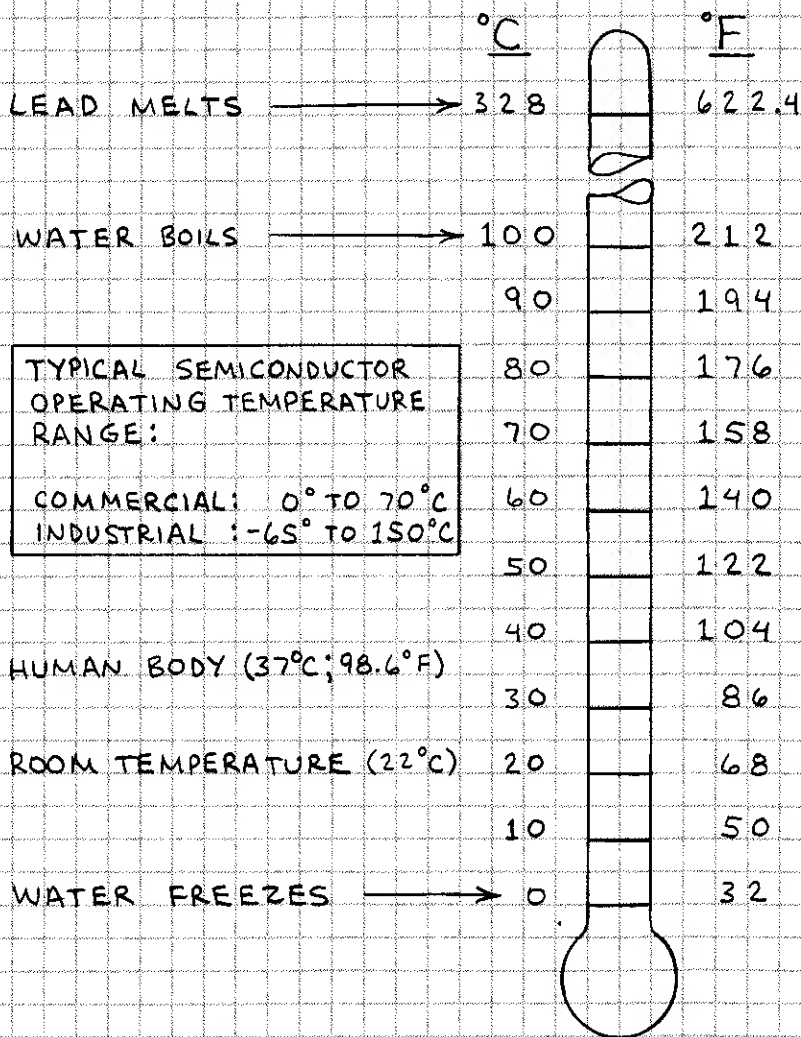 °C °F
LEAD MELTS 328 622.4
WATER BOILS 100 212
90 194
TYPICAL SEMICONDUCTOR
OPERATING TEMPERATURE
RANGE:
COMMERCIAL: 0° TO 70°C
INDUSTRIAL : -65° TO 150°C
80 176
70 158
60 140
50 122
40 104
HUMAN BODY (37°C; 98.6°F)
30 86
ROOM TEMPERATURE (22°C) 20 68
10 50
WATER FREEZES 0 32